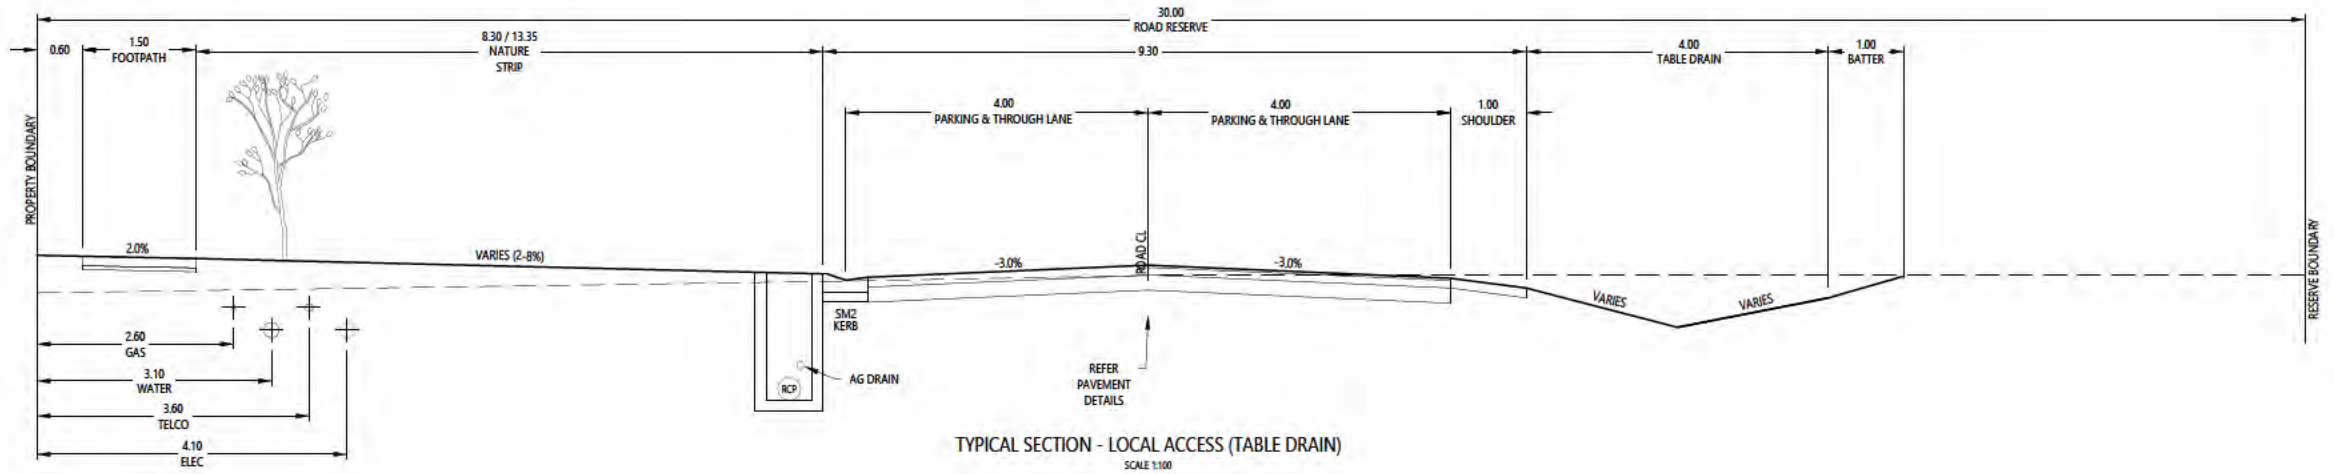 30.00
ROAD RESERVE
0.60
1.50
FOOTPATH
8.30 / 13.35
NATURE
STRIP
9.30
4.00
TABLE DRAIN
1.00
BATTER
4.00
PARKING & THROUGH LANE
4.00
PARKING & THROUGH LANE
1.00
SHOULDER
PROPERTY BOUNDARY
2.0%
VARIES (2-8%)
-3.0%
ROAD CL
-3.0%
VARIES
VARIES
RESERVE BOUNDARY
SM2
KERB
2.60
GAS
3.10
WATER
3.60
TELCO
4.10
ELEC
RCP
AG DRAIN
REFER
PAVEMENT
DETAILS
TYPICAL SECTION - LOCAL ACCESS (TABLE DRAIN)
SCALE 1:100